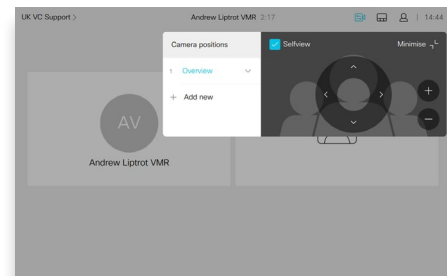 UK VC Support >
Andrew Liptrot VMR 2:17
14:44
Camera positions
Selfview
Minimise
1 Overview
+ Add new
AV
Andrew Liptrot VMR